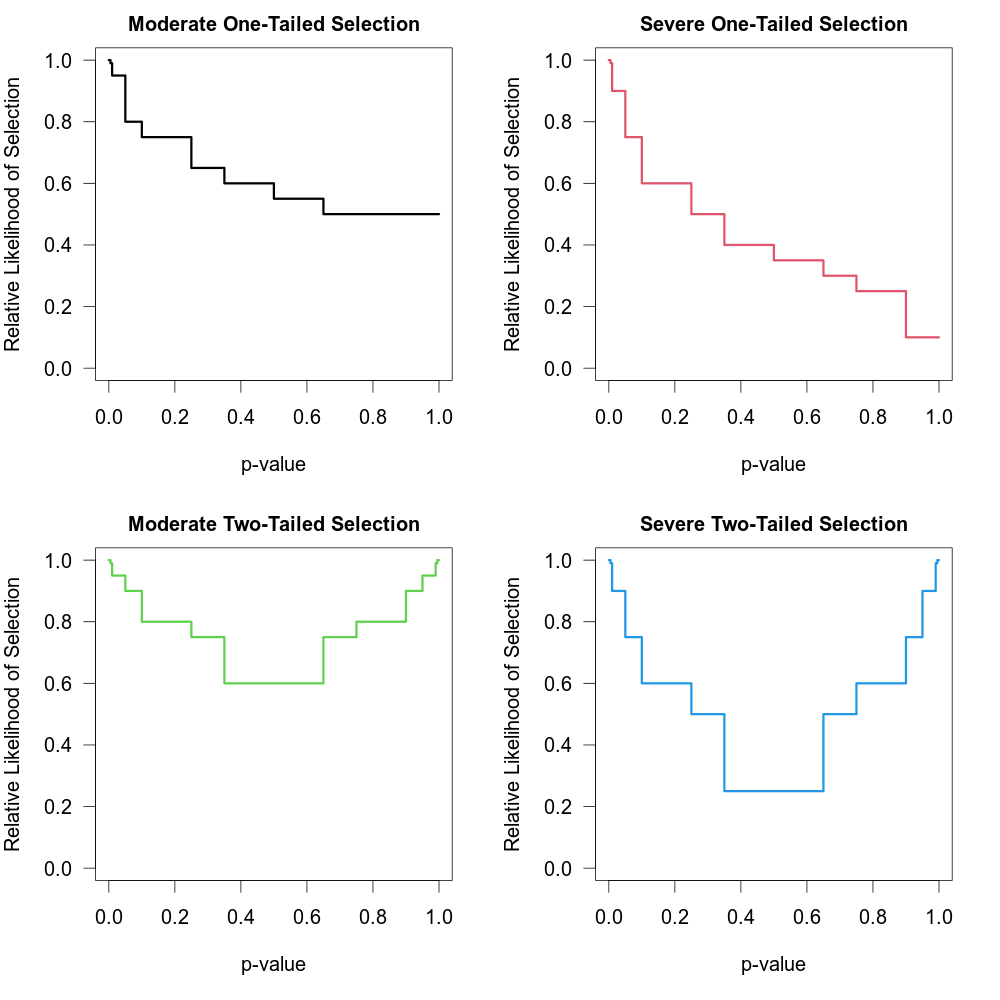 Moderate One-Tailed Selection
Relative Likelihood of Selection
1.0
0.8
0.6
0.4
0.2
0.0
0.0 0.2 0.4 0.6 0.8 1.0
p-value
Severe One-Tailed Selection
Relative Likelihood of Selection
1.0
0.8
0.6
0.4
0.2
0.0
0.0 0.2 0.4 0.6 0.8 1.0
p-value
Moderate Two-Tailed Selection
Relative Likelihood of Selection
1.0
0.8
0.6
0.4
0.2
0.0
0.0 0.2 0.4 0.6 0.8 1.0
p-value
Severe Two-Tailed Selection
Relative Likelihood of Selection
1.0
0.8
0.6
0.4
0.2
0.0
0.0 0.2 0.4 0.6 0.8 1.0
p-value